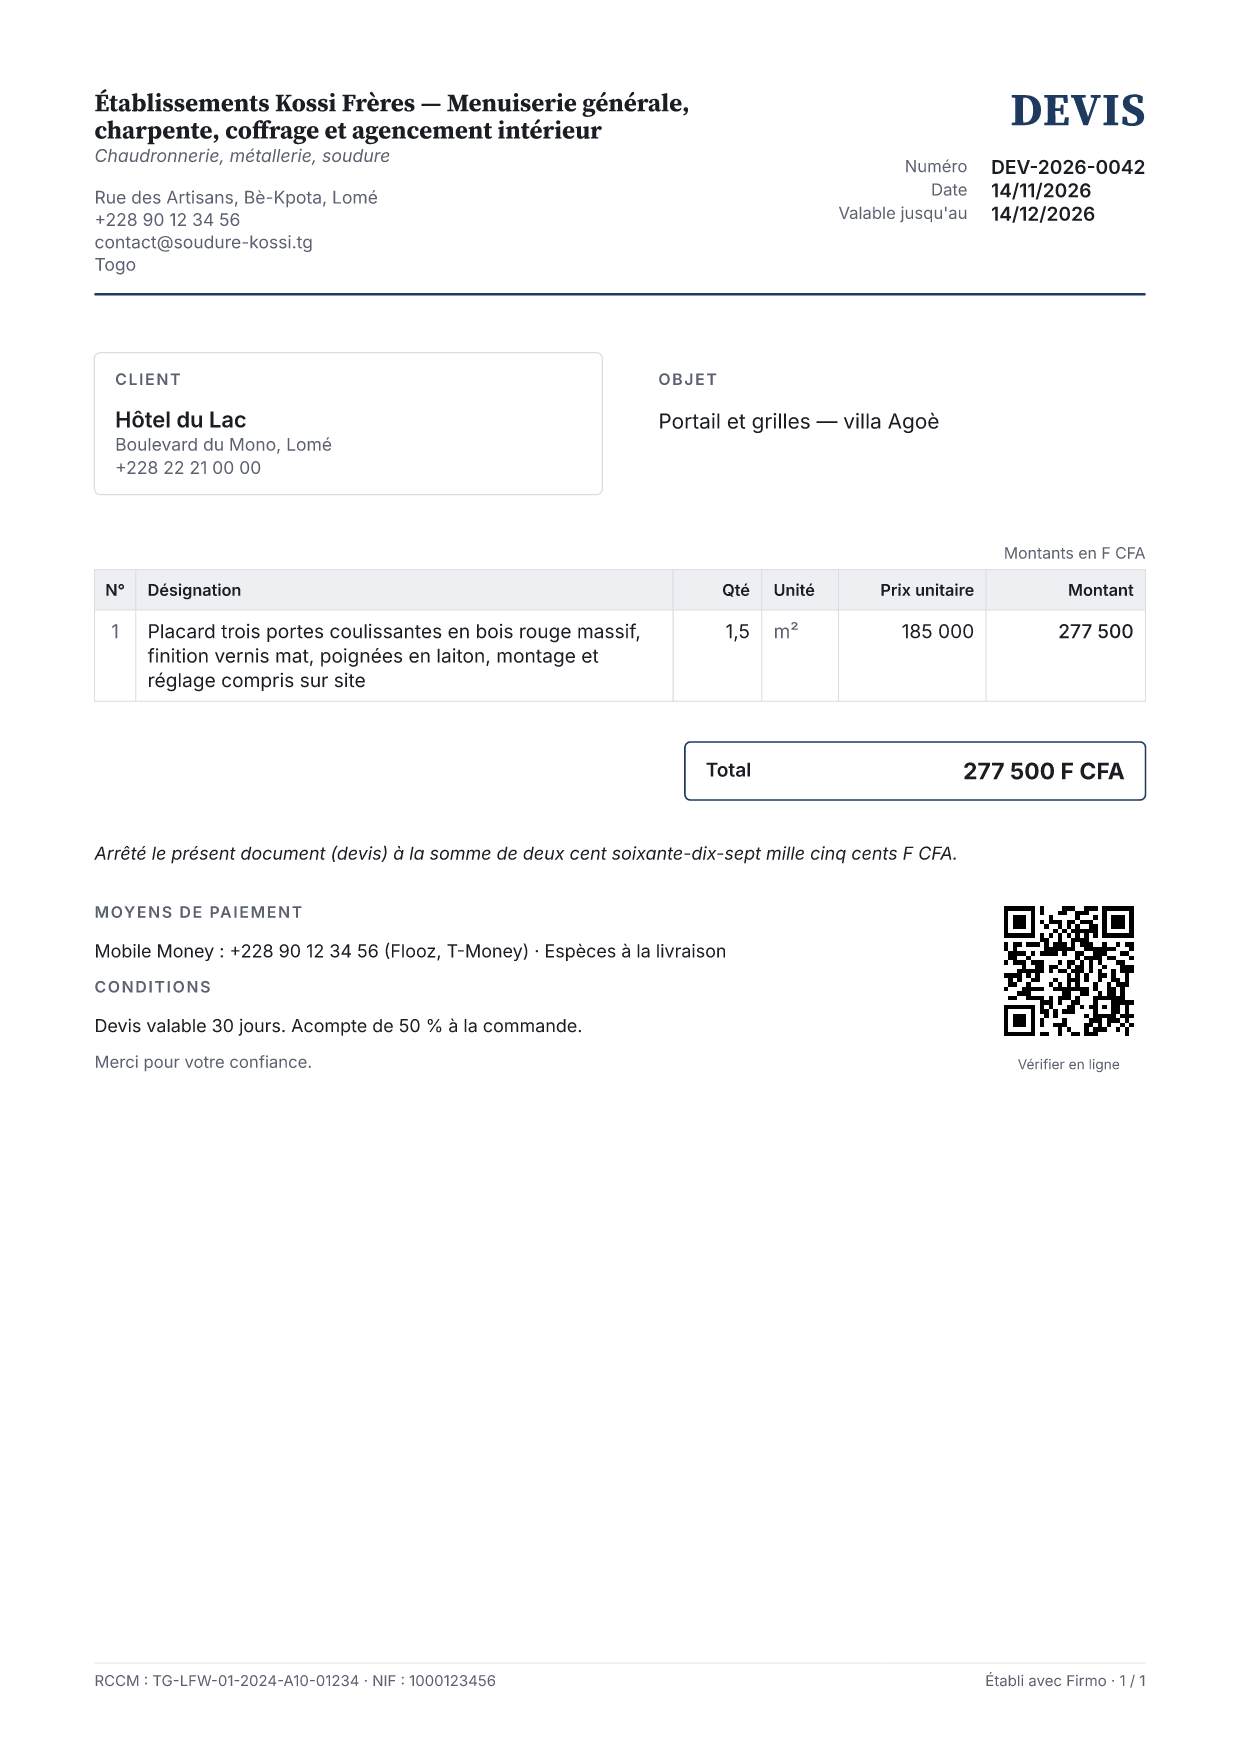 Établissements Kossi Frères — Menuiserie générale,
charpente, coffrage et agencement intérieur
Chaudronnerie, métallerie, soudure
Rue des Artisans, Bè-Kpota, Lomé
+228 90 12 34 56
contact@soudure-kossi.tg
Togo
DEVIS
Numéro DEV-2026-0042
Date 14/11/2026
Valable jusqu'au 14/12/2026
CLIENT
Hôtel du Lac
Boulevard du Mono, Lomé
+228 22 21 00 00
OBJET
Portail et grilles — villa Agoè
Montants en F CFA
N° Désignation Qté Unité Prix unitaire Montant
1 Placard trois portes coulissantes en bois rouge massif, 1,5 m² 185 000 277 500
finition vernis mat, poignées en laiton, montage et
réglage compris sur site
Total 277 500 F CFA
Arrêté le présent document (devis) à la somme de deux cent soixante-dix-sept mille cinq cents F CFA.
MOYENS DE PAIEMENT
Mobile Money : +228 90 12 34 56 (Flooz, T-Money) · Espèces à la livraison
CONDITIONS
Devis valable 30 jours. Acompte de 50 % à la commande.
Merci pour votre confiance.
Vérifier en ligne
RCCM : TG-LFW-01-2024-A10-01234 · NIF : 1000123456
Établi avec Firmo · 1 / 1